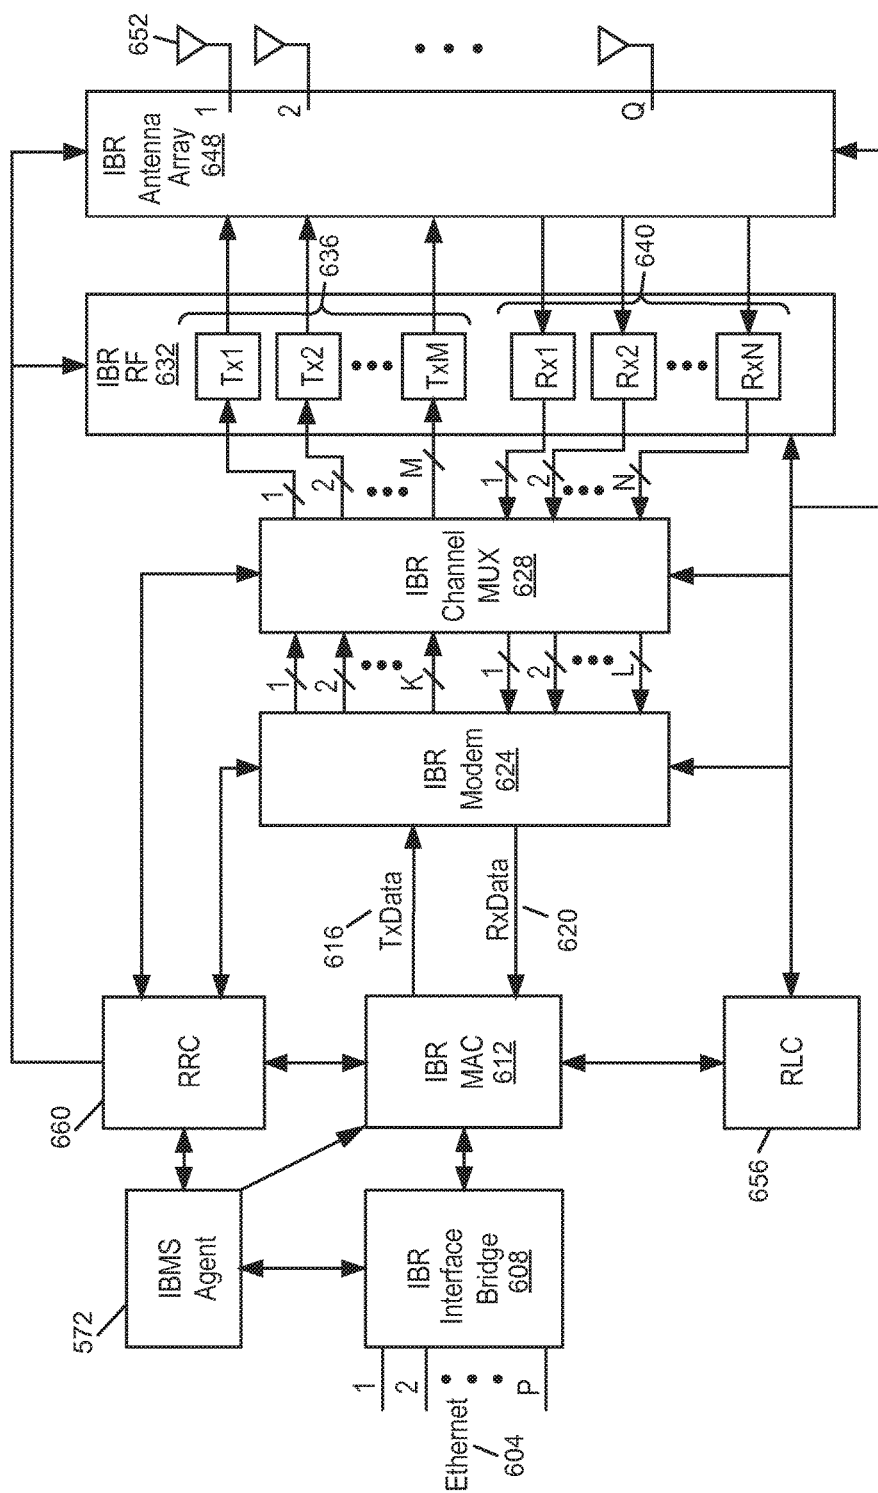 Ethernet
604
1
2
P
572
IBMS
Agent
IBR
Interface
Bridge
608
660
RRC
IBR
MAC
612
656
RLC
616
TxData
RxData
620
IBR
Modem
624
1
2
K
1
2
L
IBR
Channel
MUX
628
1
2
M
1
2
N
IBR
RF
632
Tx1
Tx2
TxM
Rx1
Rx2
RxN
636
640
IBR
Antenna
Array
648
1
2
Q
652